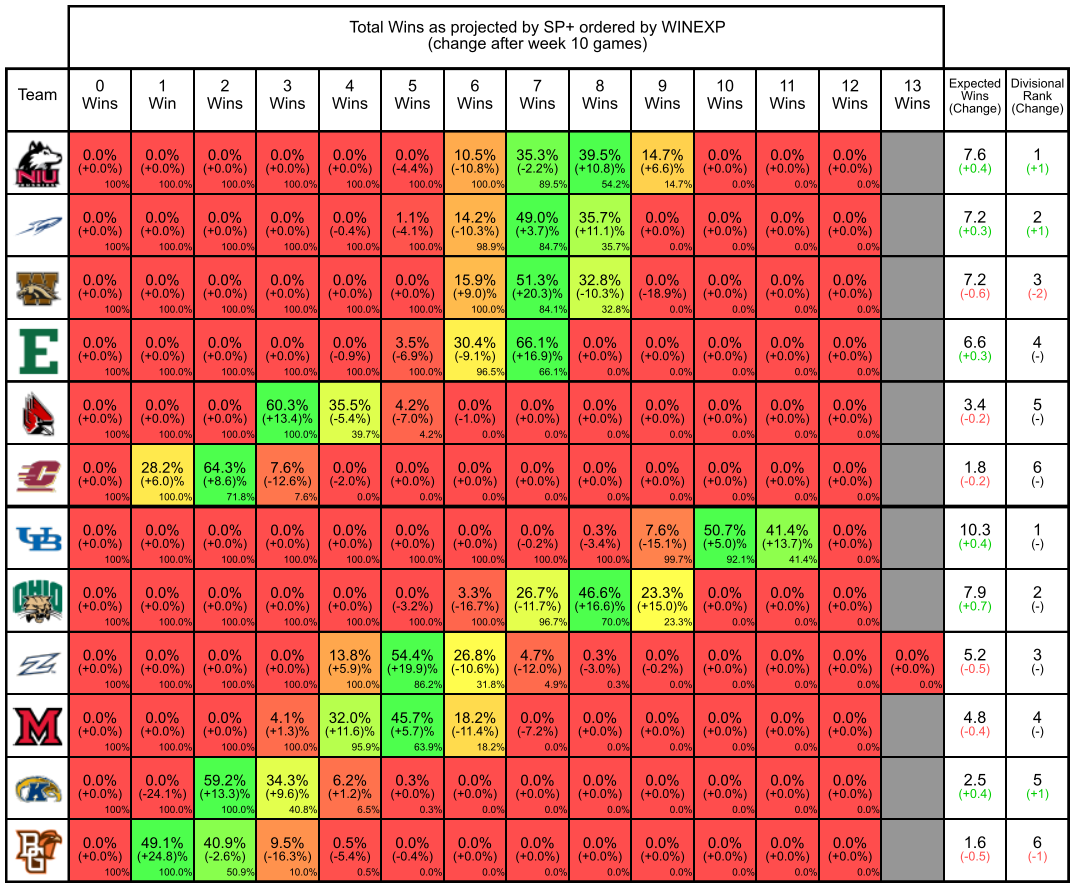 Total Wins as projected by SP+ ordered by WINEXP
(change after week 10 games)
Team 0 Wins 1 Win 2 Wins 3 Wins 4 Wins 5 Wins 6 Wins 7 Wins 8 Wins 9 Wins 10 Wins 11 Wins 12 Wins 13 Wins Expected Wins (Change) Divisional Rank (Change)
NIU
0.0% 0.0% 0.0% 0.0% 0.0% 0.0% 10.5% 35.3% 39.5% 14.7% 0.0% 0.0% 0.0% 7.6 1
(+0.0%) (+0.0%) (+0.0%) (+0.0%) (+0.0%) (-4.4%) (-10.8%) (-2.2%) (+10.8)% (+6.6)% (+0.0%) (+0.0%) (+0.0%) (+0.4) (+1)
100% 100.0% 100.0% 100.0% 100.0% 100.0% 100.0% 89.5% 54.2% 14.7% 0.0% 0.0% 0.0%
0.0% 0.0% 0.0% 0.0% 0.0% 1.1% 14.2% 49.0% 35.7% 0.0% 0.0% 0.0% 0.0% 7.2 2
(+0.0%) (+0.0%) (+0.0%) (+0.0%) (-0.4%) (-4.1%) (-10.3%) (+3.7)% (+11.1)% (+0.0%) (+0.0%) (+0.0%) (+0.0%) (+0.3) (+1)
100% 100.0% 100.0% 100.0% 100.0% 100.0% 98.9% 84.7% 35.7% 0.0% 0.0% 0.0% 0.0%
W
0.0% 0.0% 0.0% 0.0% 0.0% 0.0% 15.9% 51.3% 32.8% 0.0% 0.0% 0.0% 0.0% 7.2 3
(+0.0%) (+0.0%) (+0.0%) (+0.0%) (+0.0%) (+0.0%) (+9.0)% (+20.3)% (-10.3%) (-18.9%) (+0.0%) (+0.0%) (+0.0%) (-0.6) (-2)
100% 100.0% 100.0% 100.0% 100.0% 100.0% 100.0% 84.1% 32.8% 0.0% 0.0% 0.0% 0.0%
E
0.0% 0.0% 0.0% 0.0% 0.0% 3.5% 30.4% 66.1% 0.0% 0.0% 0.0% 0.0% 0.0% 6.6 4
(+0.0%) (+0.0%) (+0.0%) (+0.0%) (-0.9%) (-6.9%) (-9.1%) (+16.9)% (+0.0%) (+0.0%) (+0.0%) (+0.0%) (+0.0%) (+0.3) (-)
100% 100.0% 100.0% 100.0% 100.0% 100.0% 96.5% 66.1% 0.0% 0.0% 0.0% 0.0% 0.0%
0.0% 0.0% 0.0% 60.3% 35.5% 4.2% 0.0% 0.0% 0.0% 0.0% 0.0% 0.0% 0.0% 3.4 5
(+0.0%) (+0.0%) (+0.0%) (+13.4)% (-5.4%) (-7.0%) (-1.0%) (+0.0%) (+0.0%) (+0.0%) (+0.0%) (+0.0%) (+0.0%) (-0.2) (-)
100% 100.0% 100.0% 100.0% 39.7% 4.2% 0.0% 0.0% 0.0% 0.0% 0.0% 0.0% 0.0%
C
0.0% 28.2% 64.3% 7.6% 0.0% 0.0% 0.0% 0.0% 0.0% 0.0% 0.0% 0.0% 0.0% 1.8 6
(+0.0%) (+6.0)% (+8.6)% (-12.6%) (-2.0%) (+0.0%) (+0.0%) (+0.0%) (+0.0%) (+0.0%) (+0.0%) (+0.0%) (+0.0%) (-0.2) (-)
100% 100.0% 71.8% 7.6% 0.0% 0.0% 0.0% 0.0% 0.0% 0.0% 0.0% 0.0% 0.0%
UB
0.0% 0.0% 0.0% 0.0% 0.0% 0.0% 0.0% 0.0% 0.3% 7.6% 50.7% 41.4% 0.0% 10.3 1
(+0.0%) (+0.0%) (+0.0%) (+0.0%) (+0.0%) (+0.0%) (+0.0%) (-0.2%) (-3.4%) (-15.1%) (+5.0)% (+13.7)% (+0.0%) (+0.4) (-)
100% 100.0% 100.0% 100.0% 100.0% 100.0% 100.0% 100.0% 100.0% 99.7% 92.1% 41.4% 0.0%
OHIO
0.0% 0.0% 0.0% 0.0% 0.0% 0.0% 3.3% 26.7% 46.6% 23.3% 0.0% 0.0% 0.0% 7.9 2
(+0.0%) (+0.0%) (+0.0%) (+0.0%) (+0.0%) (-3.2%) (-16.7%) (-11.7%) (+16.6)% (+15.0)% (+0.0%) (+0.0%) (+0.0%) (+0.7) (-)
100% 100.0% 100.0% 100.0% 100.0% 100.0% 100.0% 96.7% 70.0% 23.3% 0.0% 0.0% 0.0%
Z
0.0% 0.0% 0.0% 0.0% 13.8% 54.4% 26.8% 4.7% 0.3% 0.0% 0.0% 0.0% 0.0% 0.0% 5.2 3
(+0.0%) (+0.0%) (+0.0%) (+0.0%) (+5.9)% (+19.9)% (-10.6%) (-12.0%) (-3.0%) (-0.2%) (+0.0%) (+0.0%) (+0.0%) (+0.0%) (-0.5) (-)
100% 100.0% 100.0% 100.0% 100.0% 86.2% 31.8% 4.9% 0.3% 0.0% 0.0% 0.0% 0.0% 0.0%
M
0.0% 0.0% 0.0% 4.1% 32.0% 45.7% 18.2% 0.0% 0.0% 0.0% 0.0% 0.0% 0.0% 4.8 4
(+0.0%) (+0.0%) (+0.0%) (+1.3)% (+11.6)% (+5.7)% (-11.4%) (-7.2%) (+0.0%) (+0.0%) (+0.0%) (+0.0%) (+0.0%) (-0.4) (-)
100% 100.0% 100.0% 100.0% 95.9% 63.9% 18.2% 0.0% 0.0% 0.0% 0.0% 0.0% 0.0%
K
0.0% 0.0% 59.2% 34.3% 6.2% 0.3% 0.0% 0.0% 0.0% 0.0% 0.0% 0.0% 0.0% 2.5 5
(+0.0%) (-24.1%) (+13.3)% (+9.6)% (+1.2)% (+0.0%) (+0.0%) (+0.0%) (+0.0%) (+0.0%) (+0.0%) (+0.0%) (+0.0%) (+0.4) (+1)
100% 100.0% 100.0% 40.8% 6.5% 0.3% 0.0% 0.0% 0.0% 0.0% 0.0% 0.0% 0.0%
BG
0.0% 49.1% 40.9% 9.5% 0.5% 0.0% 0.0% 0.0% 0.0% 0.0% 0.0% 0.0% 0.0% 1.6 6
(+0.0%) (+24.8)% (-2.6%) (-16.3%) (-5.4%) (-0.4%) (+0.0%) (+0.0%) (+0.0%) (+0.0%) (+0.0%) (+0.0%) (+0.0%) (-0.5) (-1)
100% 100.0% 50.9% 10.0% 0.5% 0.0% 0.0% 0.0% 0.0% 0.0% 0.0% 0.0% 0.0%